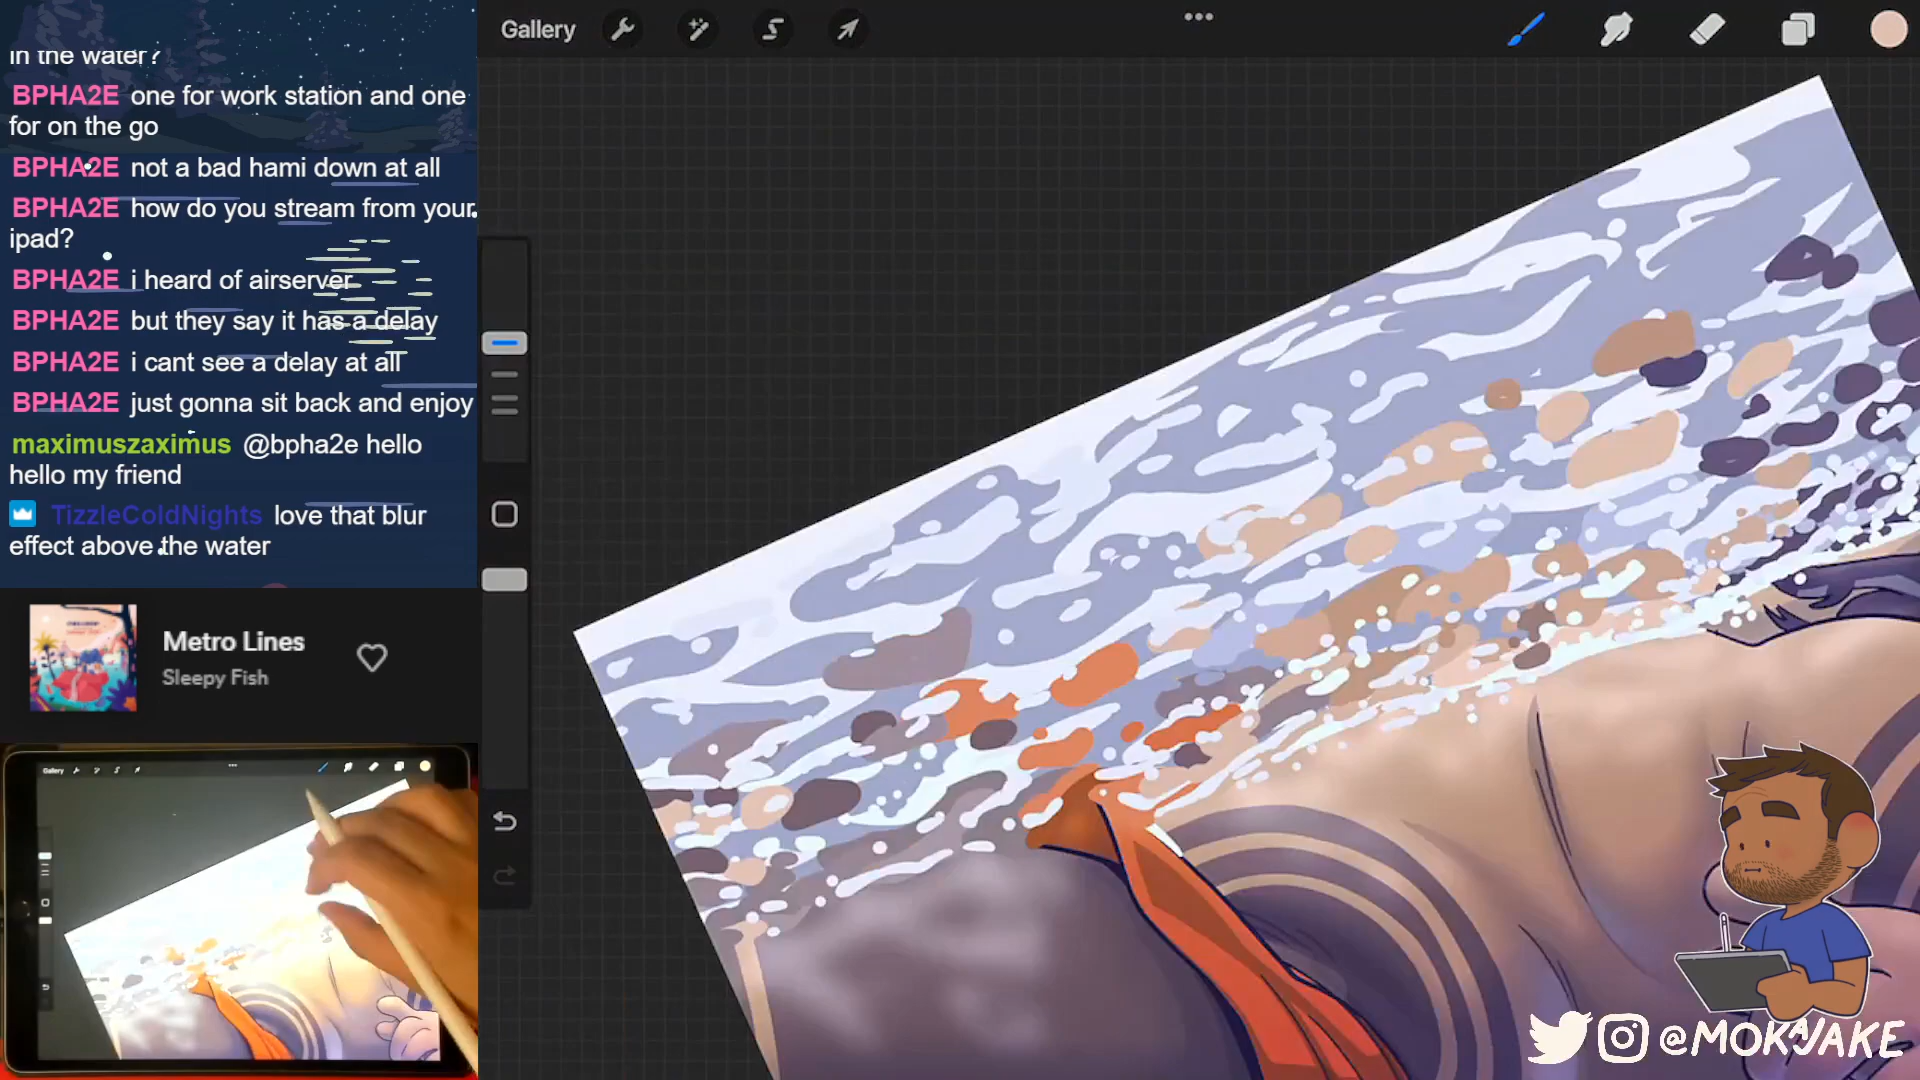 in the water?
BPHA2E one for work station and one
for on the go
BPHA2E not a bad hami down at all
BPHA2E how do you stream from your
ipad?
BPHA2E i heard of airserver
BPHA2E but they say it has a delay
BPHA2E i cant see a delay at all
BPHA2E just gonna sit back and enjoy
maximuszaximus @bpha2e hello
hello my friend
TizzleColdNights love that blur
effect above the water
Metro Lines
Sleepy Fish
Gallery
Gallery
@MOKAJAKE